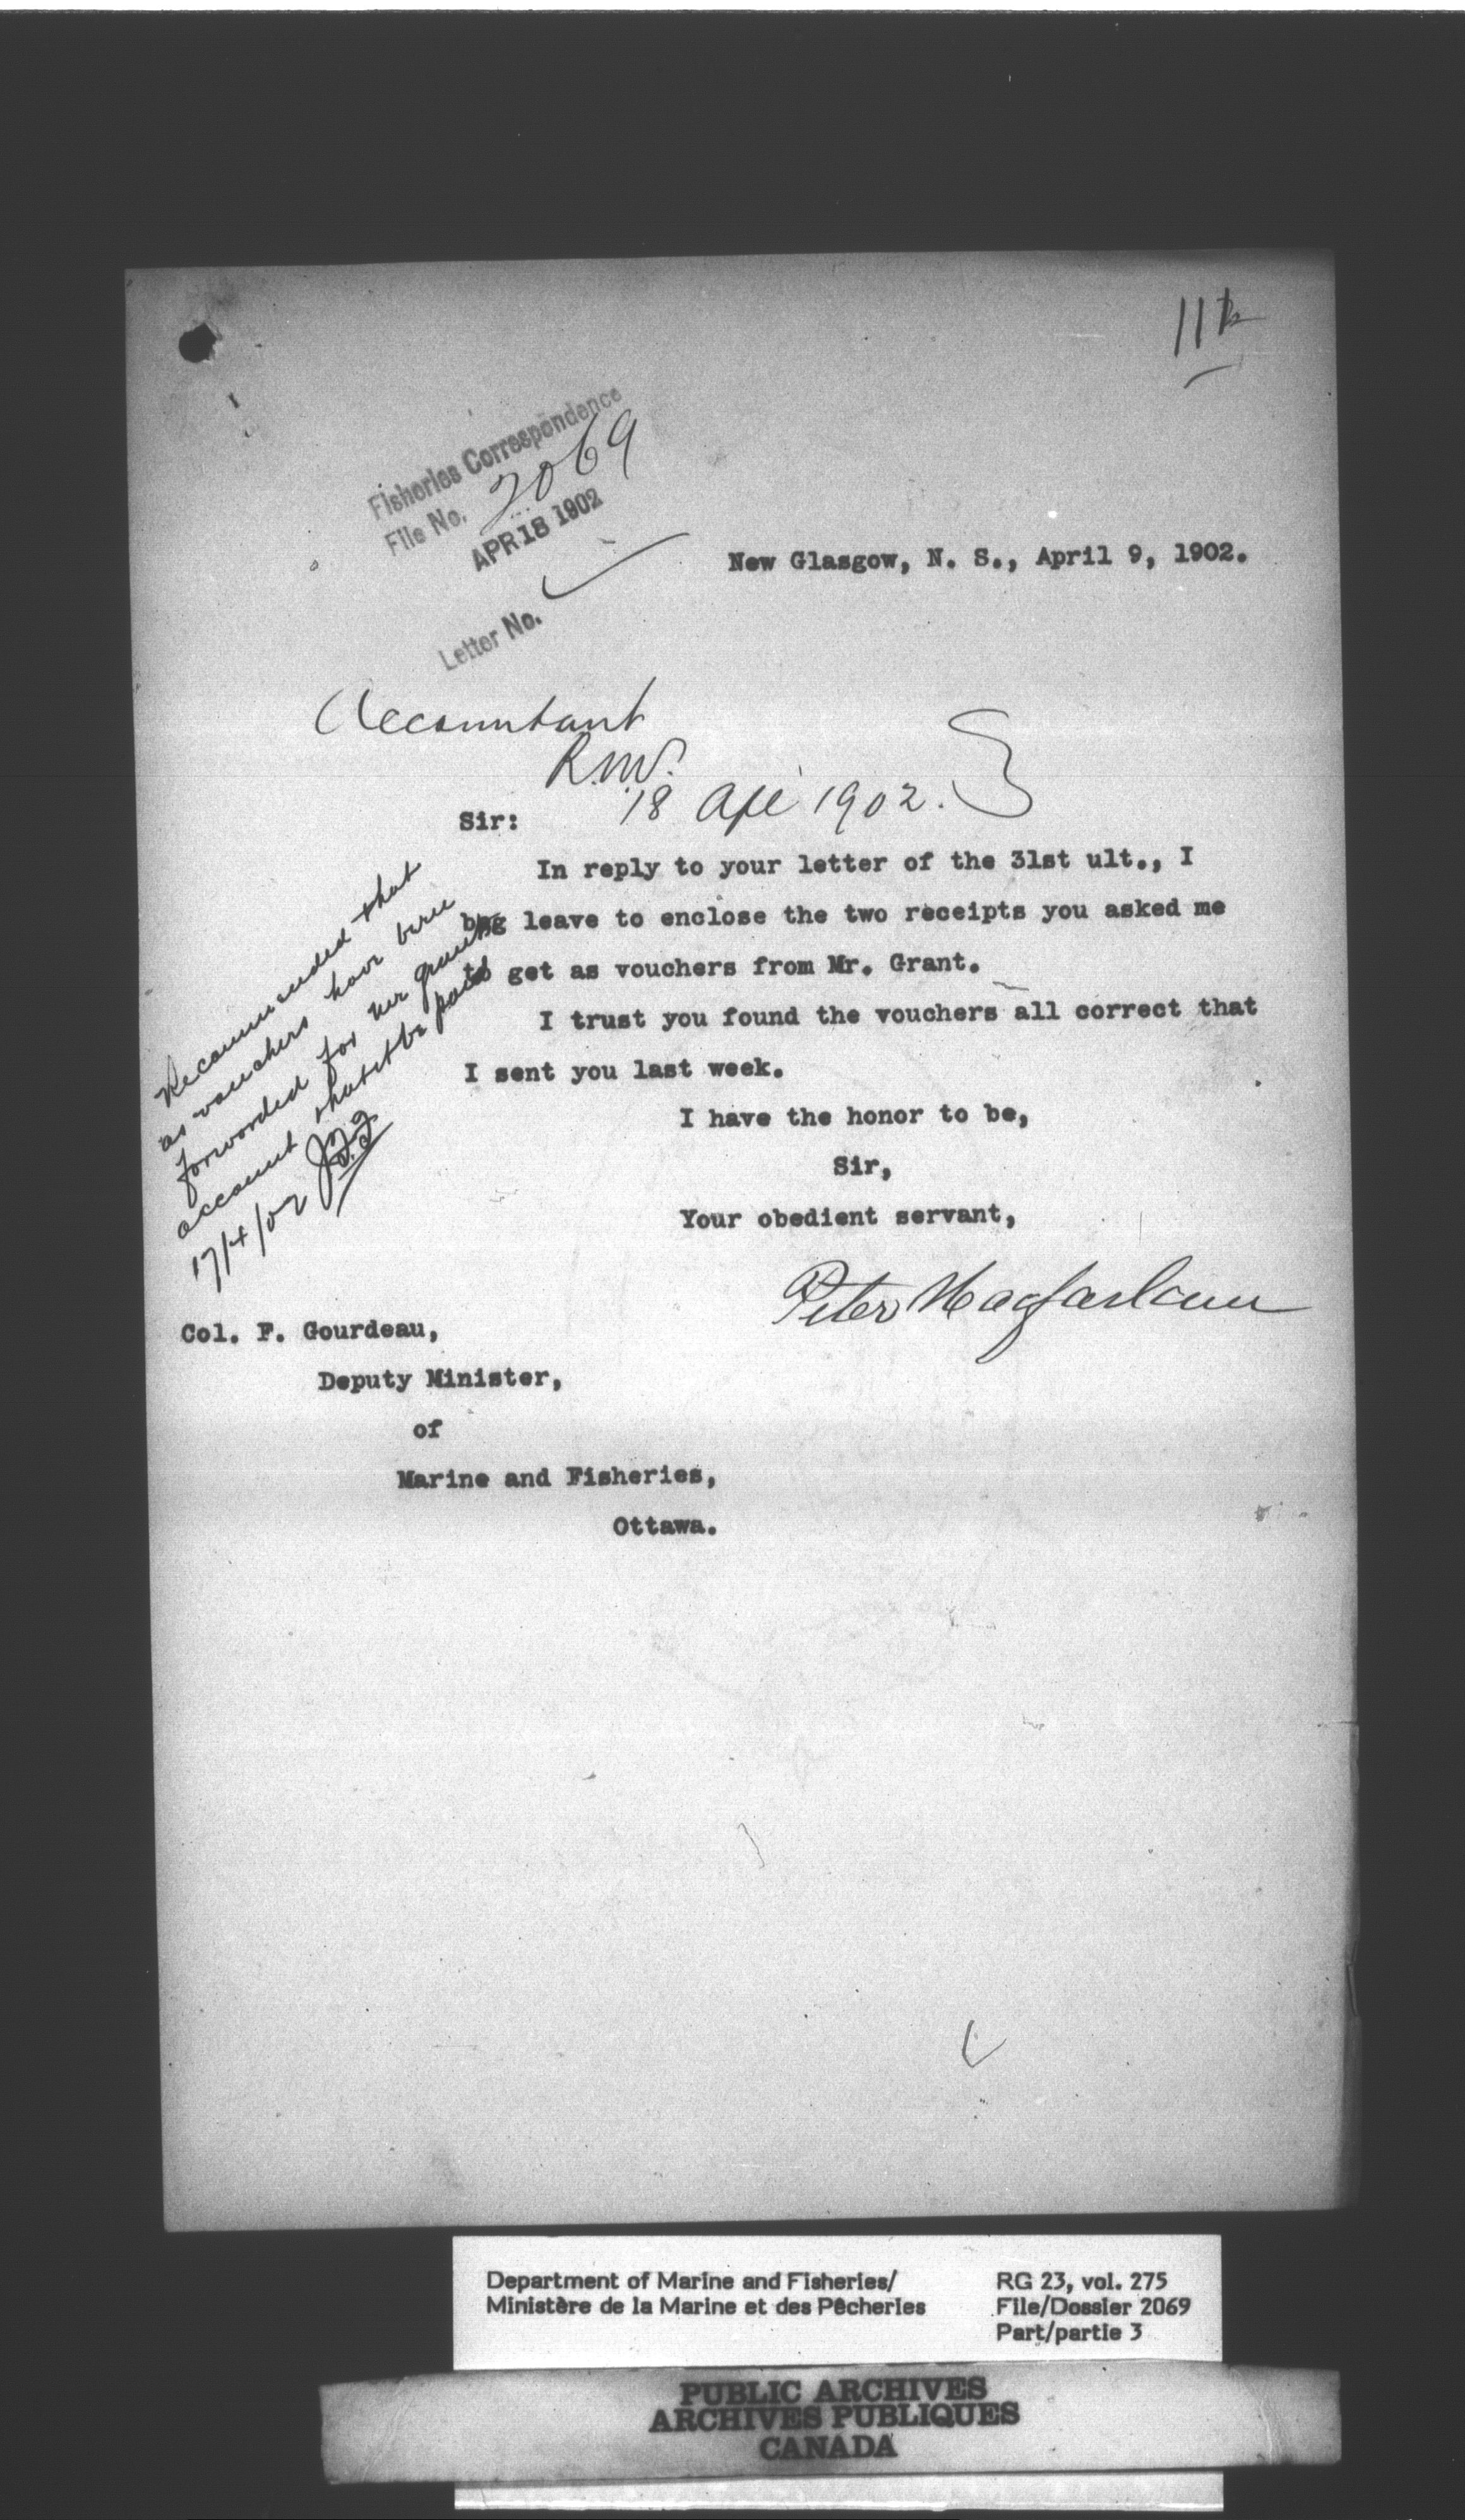 Fisheries Correspondence
File No. 2069
APR 18 1902
Letter No.
New Glasgow, N. S., April 9, 1902.
Accountant
R.W.
18 Apl 1902.
Sir:
In reply to your letter of the 31st ult., I
beg leave to enclose the two receipts you asked me
to get as vouchers from Mr. Grant.
I trust you found the vouchers all correct that
I sent you last week.
I have the honor to be,
Sir,
Your obedient servant,
Peter Macfarlane
Recommended that
as vouchers have been
forwarded for Mr Grant's
account that it be paid
17/4/02
Col. F. Gourdeau,
Deputy Minister,
of
Marine and Fisheries,
Ottawa.
Department of Marine and Fisheries/ RG 23, vol. 275
Ministère de la Marine et des Pêcheries File/Dossier 2069
Part/partie 3
PUBLIC ARCHIVES
ARCHIVES PUBLIQUES
CANADA